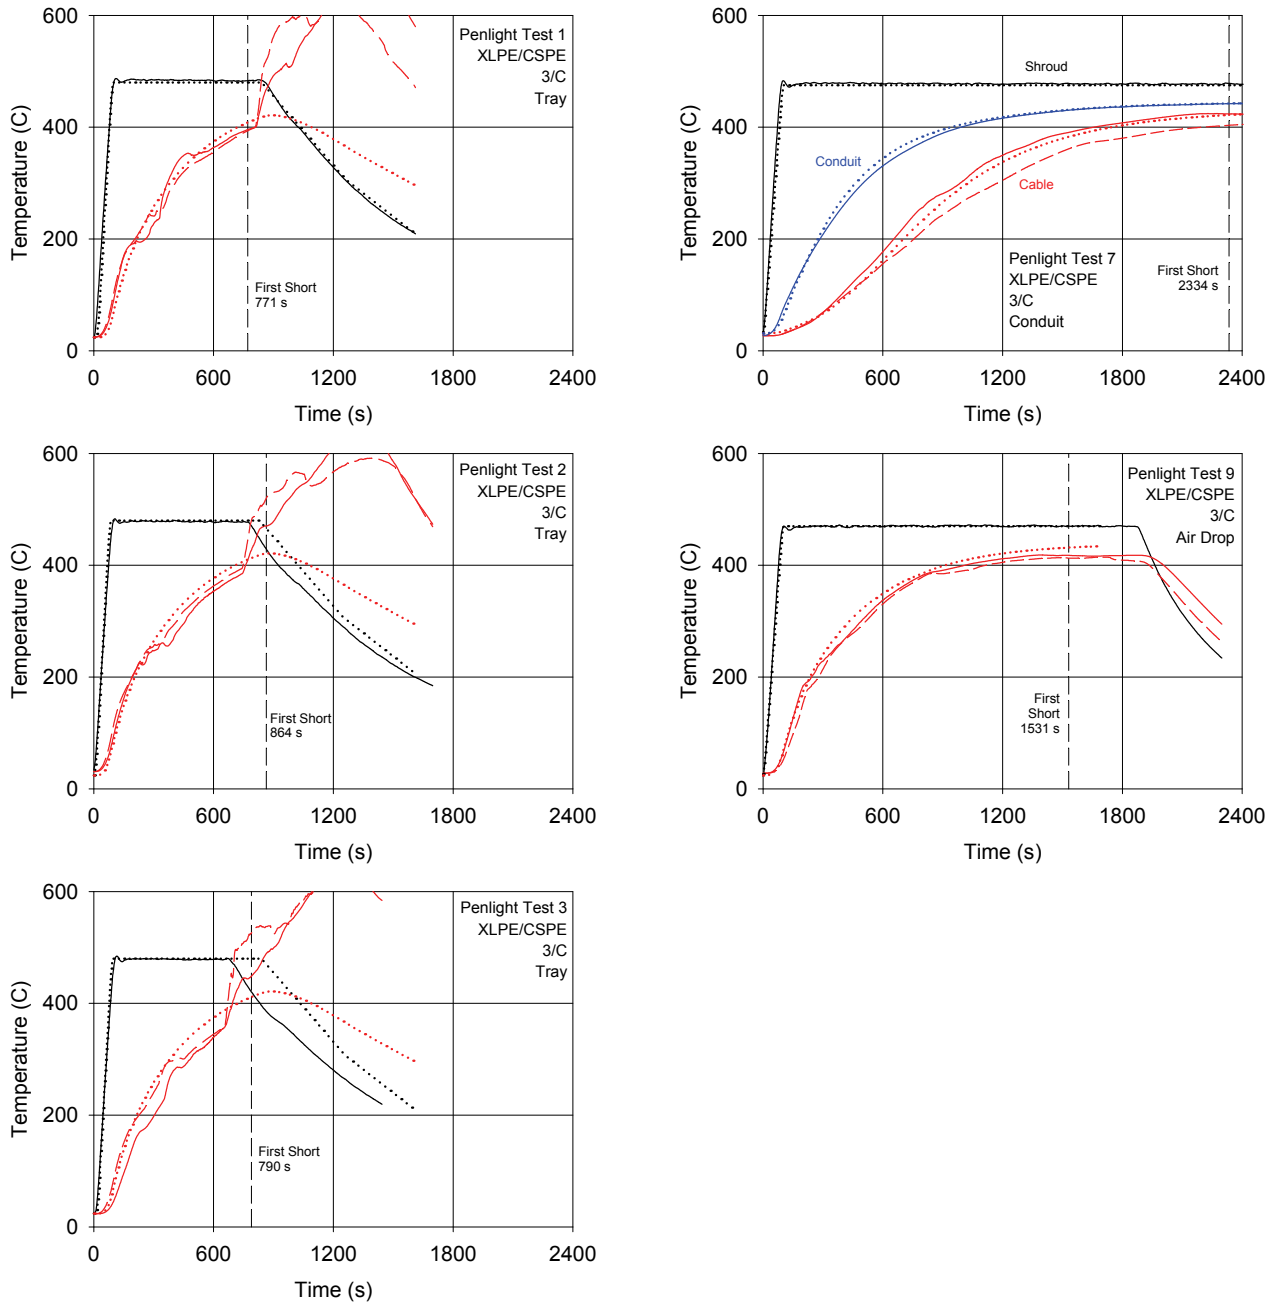 600
400
200
0
Temperature (C)
Penlight Test 1
XLPE/CSPE
3/C
Tray
First Short
771 s
0 600 1200 1800 2400
Time (s)
600
400
200
0
Temperature (C)
Shroud
Conduit
Cable
Penlight Test 7
XLPE/CSPE
3/C
Conduit
First Short
2334 s
0 600 1200 1800 2400
Time (s)
600
400
200
0
Temperature (C)
Penlight Test 2
XLPE/CSPE
3/C
Tray
First Short
864 s
0 600 1200 1800 2400
Time (s)
600
400
200
0
Temperature (C)
Penlight Test 9
XLPE/CSPE
3/C
Air Drop
First
Short
1531 s
0 600 1200 1800 2400
Time (s)
600
400
200
0
Temperature (C)
Penlight Test 3
XLPE/CSPE
3/C
Tray
First Short
790 s
0 600 1200 1800 2400
Time (s)